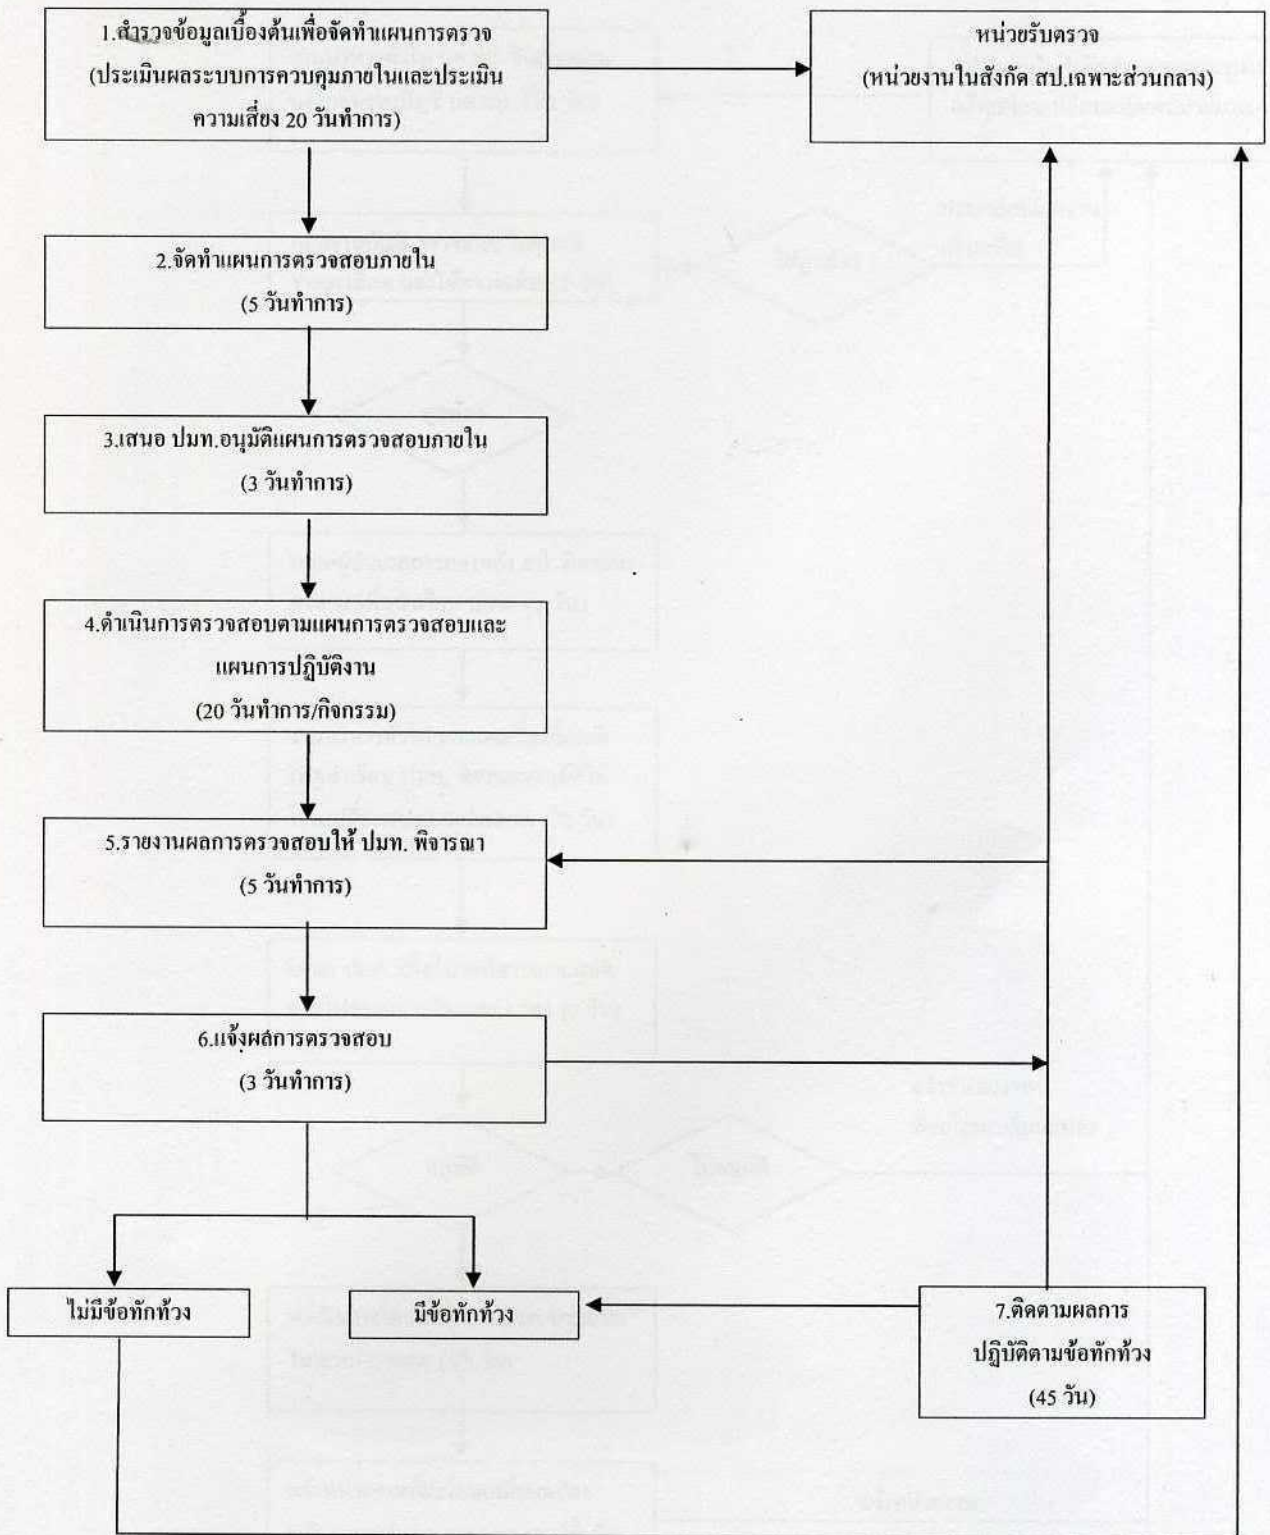 1.สำรวจข้อมูลเบื้องต้นเพื่อจัดทำแผนการตรวจ
(ประเมินผลระบบการควบคุมภายในและประเมิน
ความเสี่ยง 20 วันทำการ)
หน่วยรับตรวจ
(หน่วยงานในสังกัด สป.เฉพาะส่วนกลาง)
2.จัดทำแผนการตรวจสอบภายใน
(5 วันทำการ)
3.เสนอ ปมท.อนุมัติแผนการตรวจสอบภายใน
(3 วันทำการ)
4.ดำเนินการตรวจสอบตามแผนการตรวจสอบและ
แผนการปฏิบัติงาน
(20 วันทำการ/กิจกรรม)
5.รายงานผลการตรวจสอบให้ ปมท. พิจารณา
(5 วันทำการ)
6.แจ้งผลการตรวจสอบ
(3 วันทำการ)
ไม่มีข้อทักท้วง
มีข้อทักท้วง
7.ติดตามผลการ
ปฏิบัติตามข้อทักท้วง
(45 วัน)